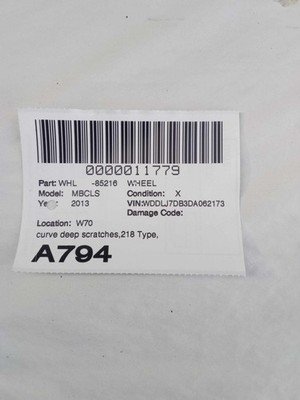 0000011779
Part: WHL -85216 WHEEL
Model: MBCLS Condition: X
Year: 2013 VIN:WDDLJ7DB3DA062173
Damage Code:
Location: W70
curve deep scratches,218 Type,
A794